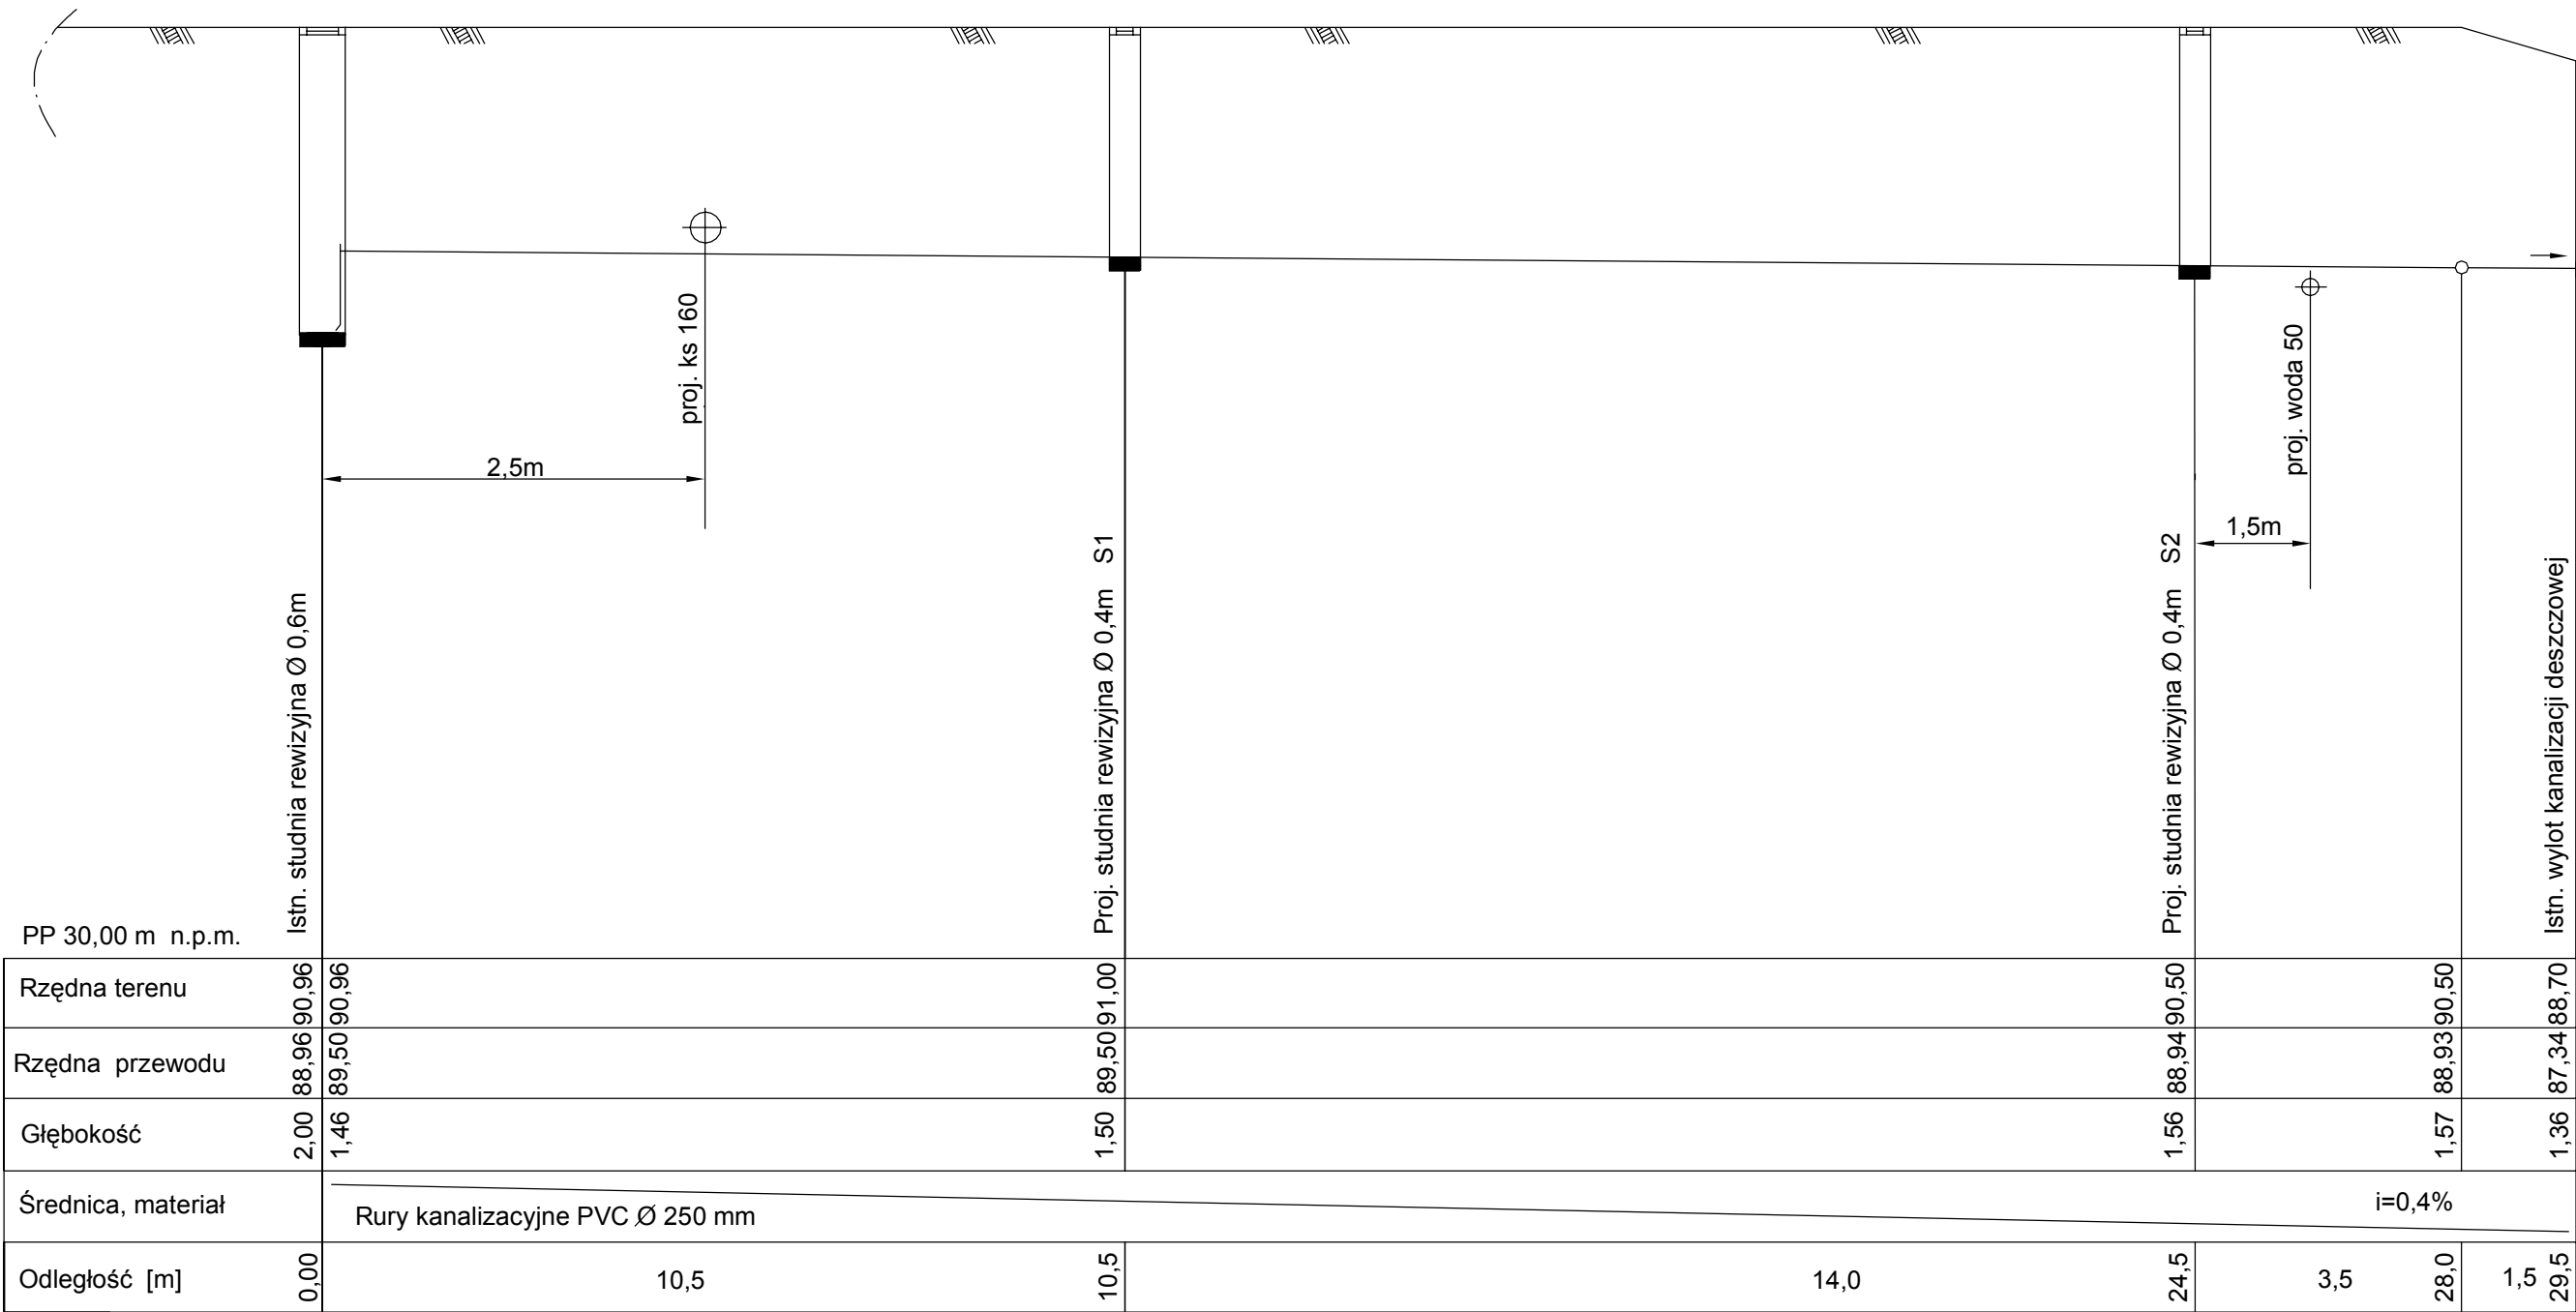 proj. ks 160
2,5m
proj. woda 50
1,5m
Istn. studnia rewizyjna Ø 0,6m
Proj. studnia rewizyjna Ø 0,4m S1
Proj. studnia rewizyjna Ø 0,4m S2
Istn. wylot kanalizacji deszczowej
PP 30,00 m n.p.m.
Rzędna terenu 90,96 90,96 91,00 90,50 90,50 88,70
Rzędna przewodu 88,96 89,50 89,50 88,94 88,93 87,34
Głębokość 2,00 1,46 1,50 1,56 1,57 1,36
Średnica, materiał Rury kanalizacyjne PVC Ø 250 mm i=0,4%
Odległość [m] 0,00 10,5 10,5 14,0 24,5 3,5 28,0 1,5 29,5